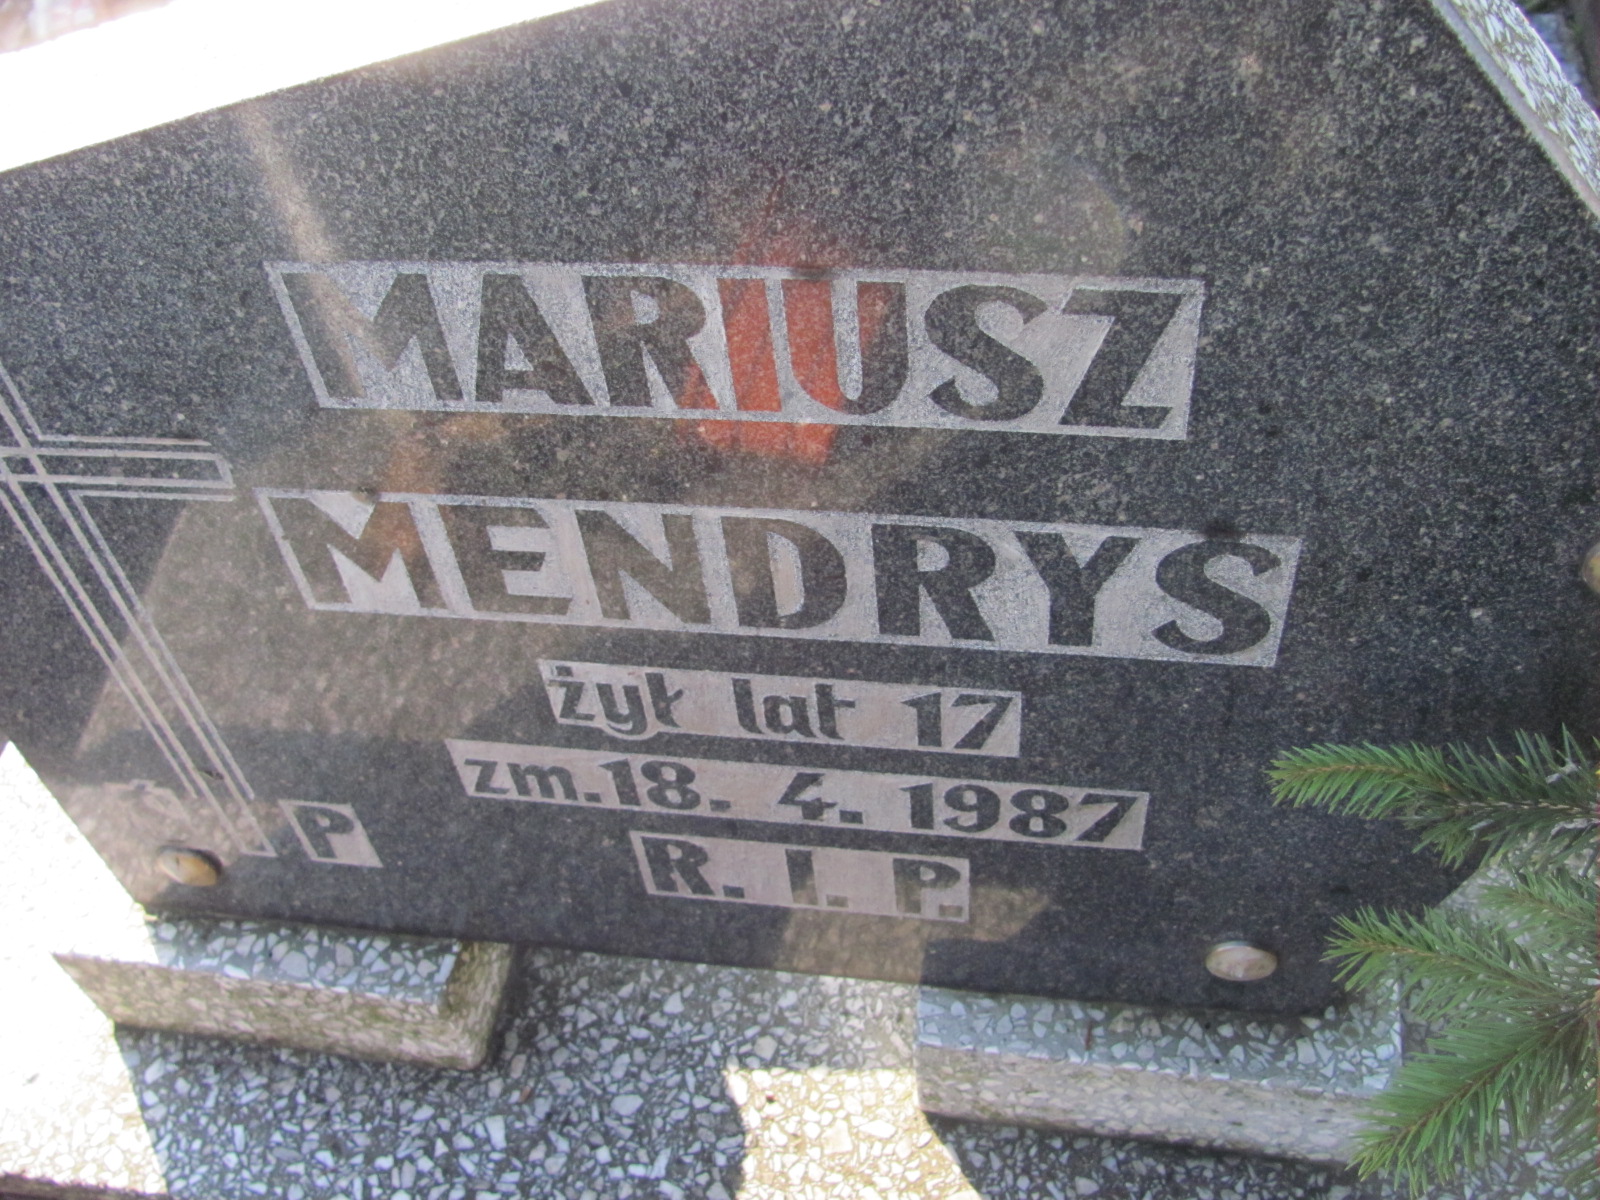 MARIUSZ
MENDRYS
żył lat 17
zm. 18. 4. 1987
P
R. I. P.